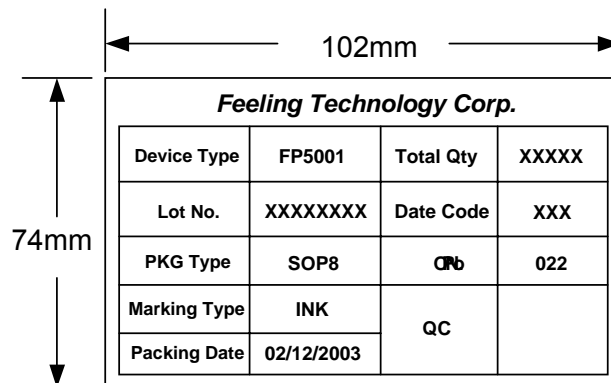 102mm
Feeling Technology Corp.
Device Type FP5001 Total Qty XXXXX
Lot No. XXXXXXXX Date Code XXX
74mm
PKG Type SOP8 022
Marking Type INK
QC
Packing Date 02/12/2003